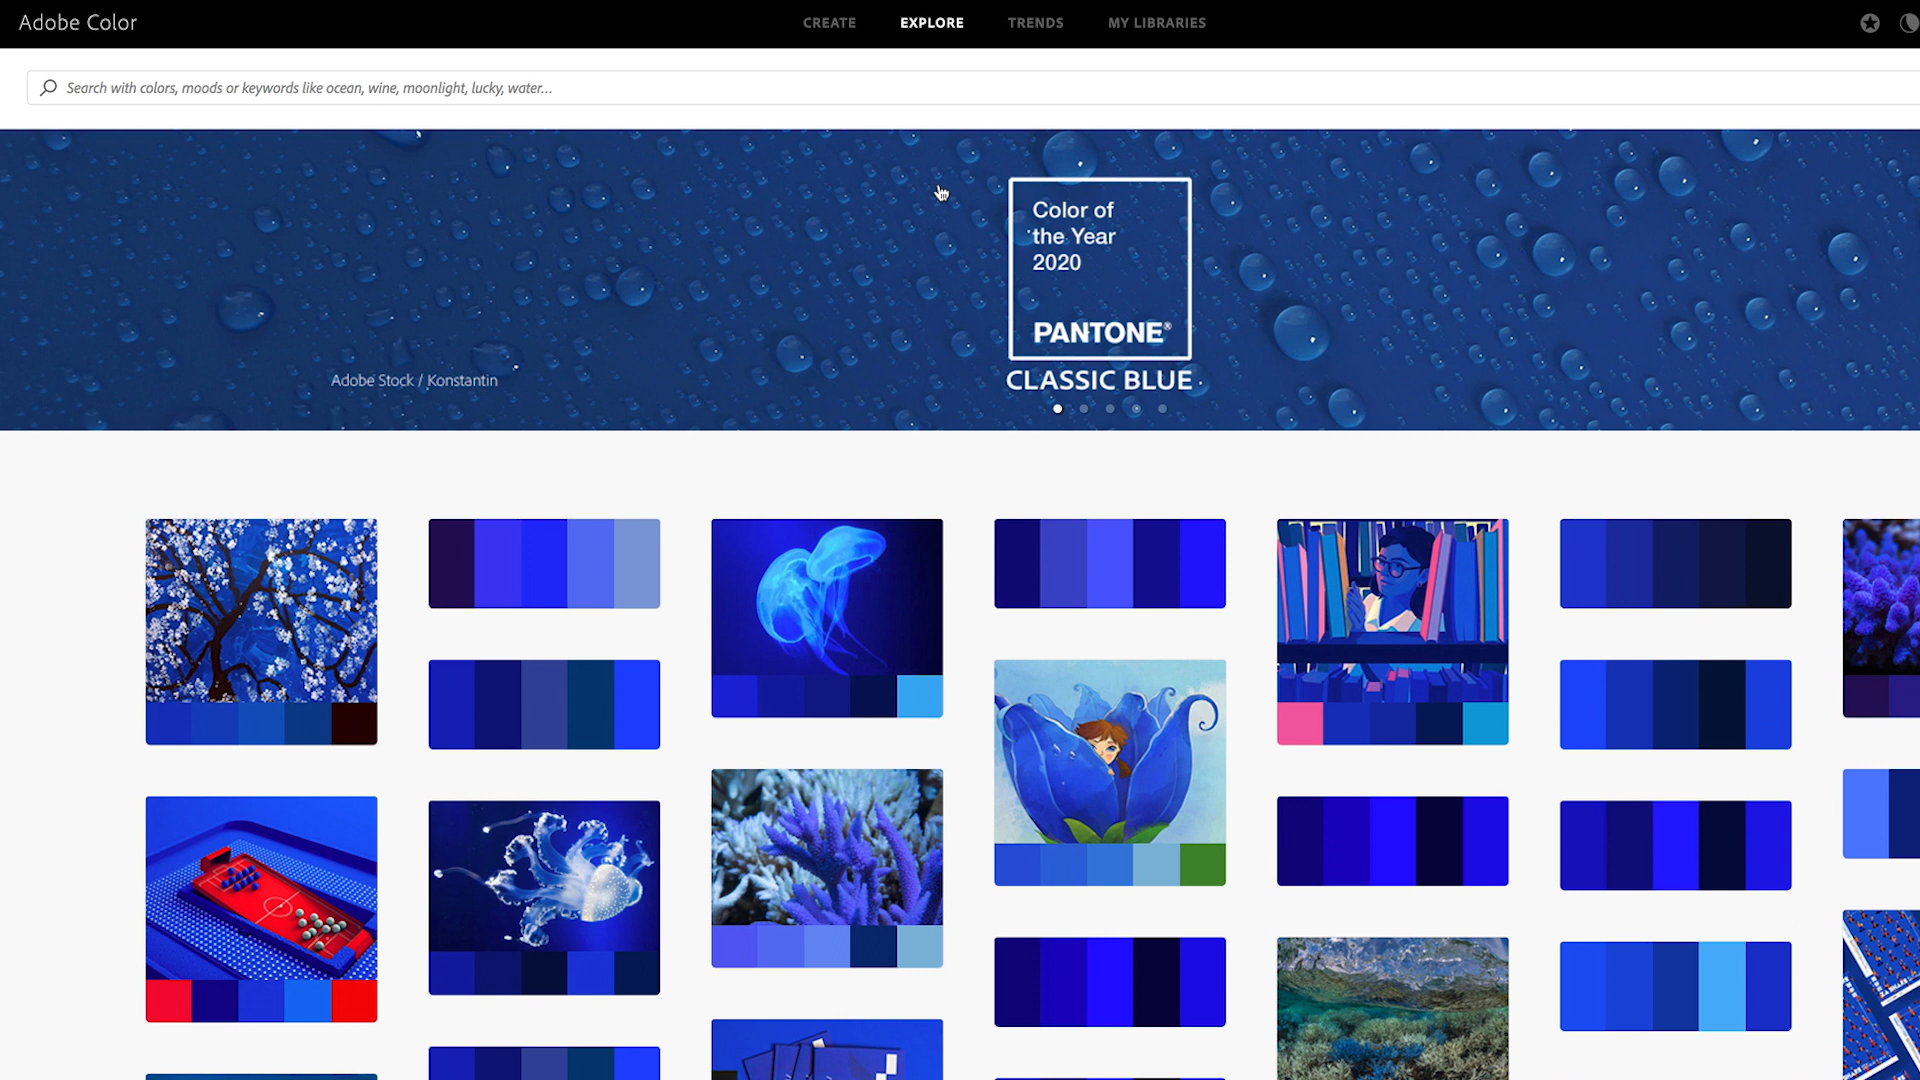 Adobe Color
CREATE
EXPLORE
TRENDS
MY LIBRARIES
Search with colors, moods or keywords like ocean, wine, moonlight, lucky, water...
Color of
the Year
2020
PANTONE®
CLASSIC BLUE
Adobe Stock / Konstantin